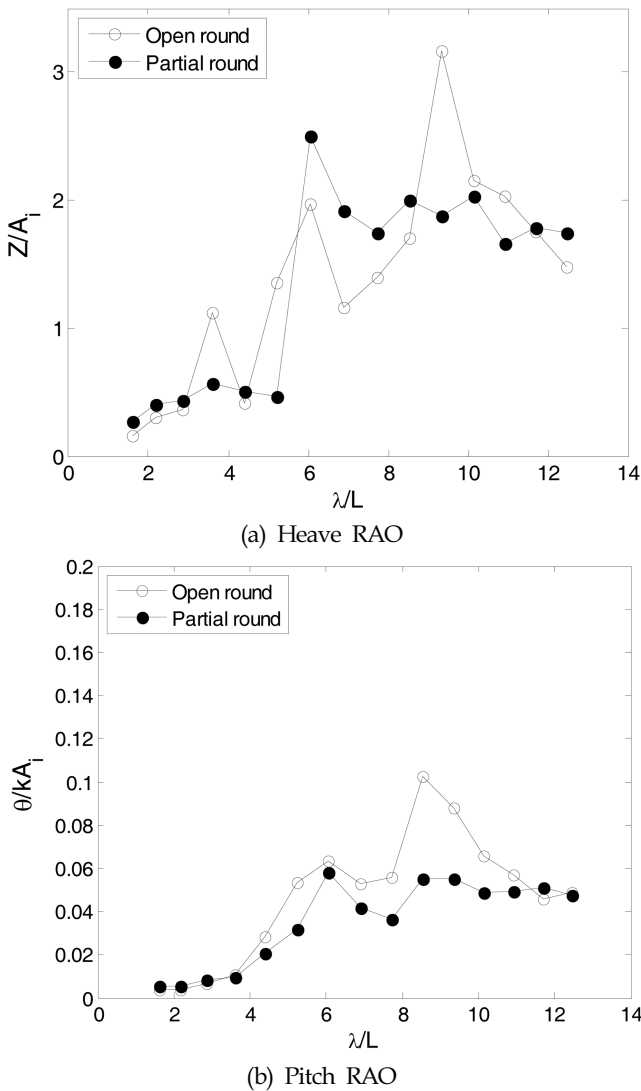 Open round
Partial round
3
2
1
0
Z/A_i
0 2 4 6 8 10 12 14
λ/L
(a) Heave RAO
0.2
Open round
0.18
Partial round
0.16
0.14
0.12
0.1
0.08
0.06
0.04
0.02
0
θ/kA_i
0 2 4 6 8 10 12 14
λ/L
(b) Pitch RAO